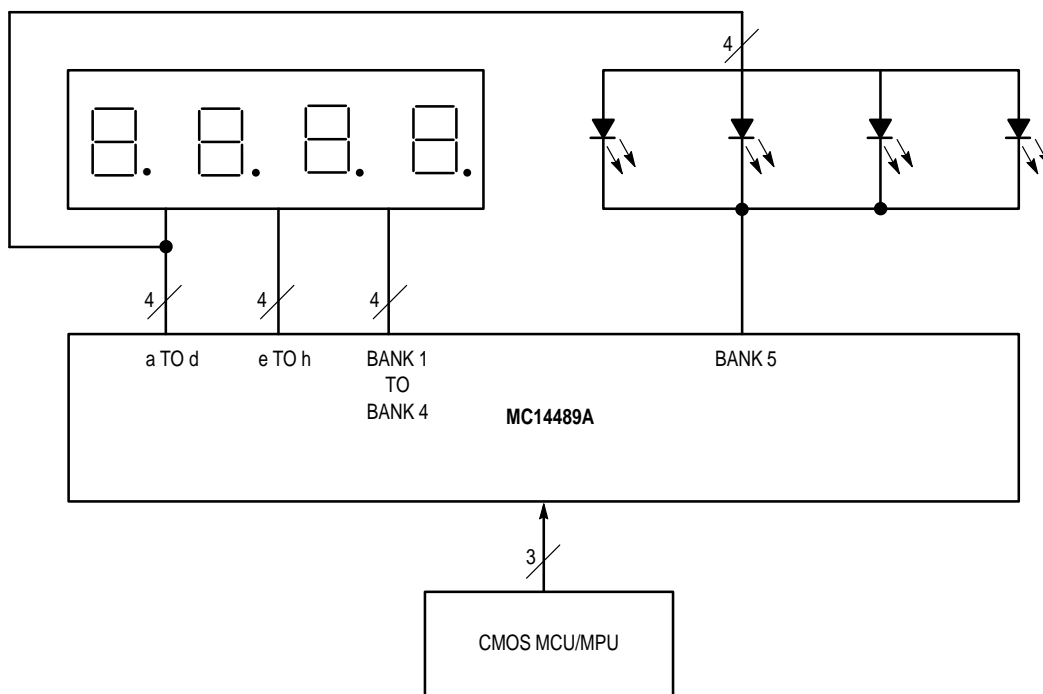 4
4
4
4
a TO d
e TO h
BANK 1
TO
BANK 4
BANK 5
MC14489A
3
CMOS MCU/MPU